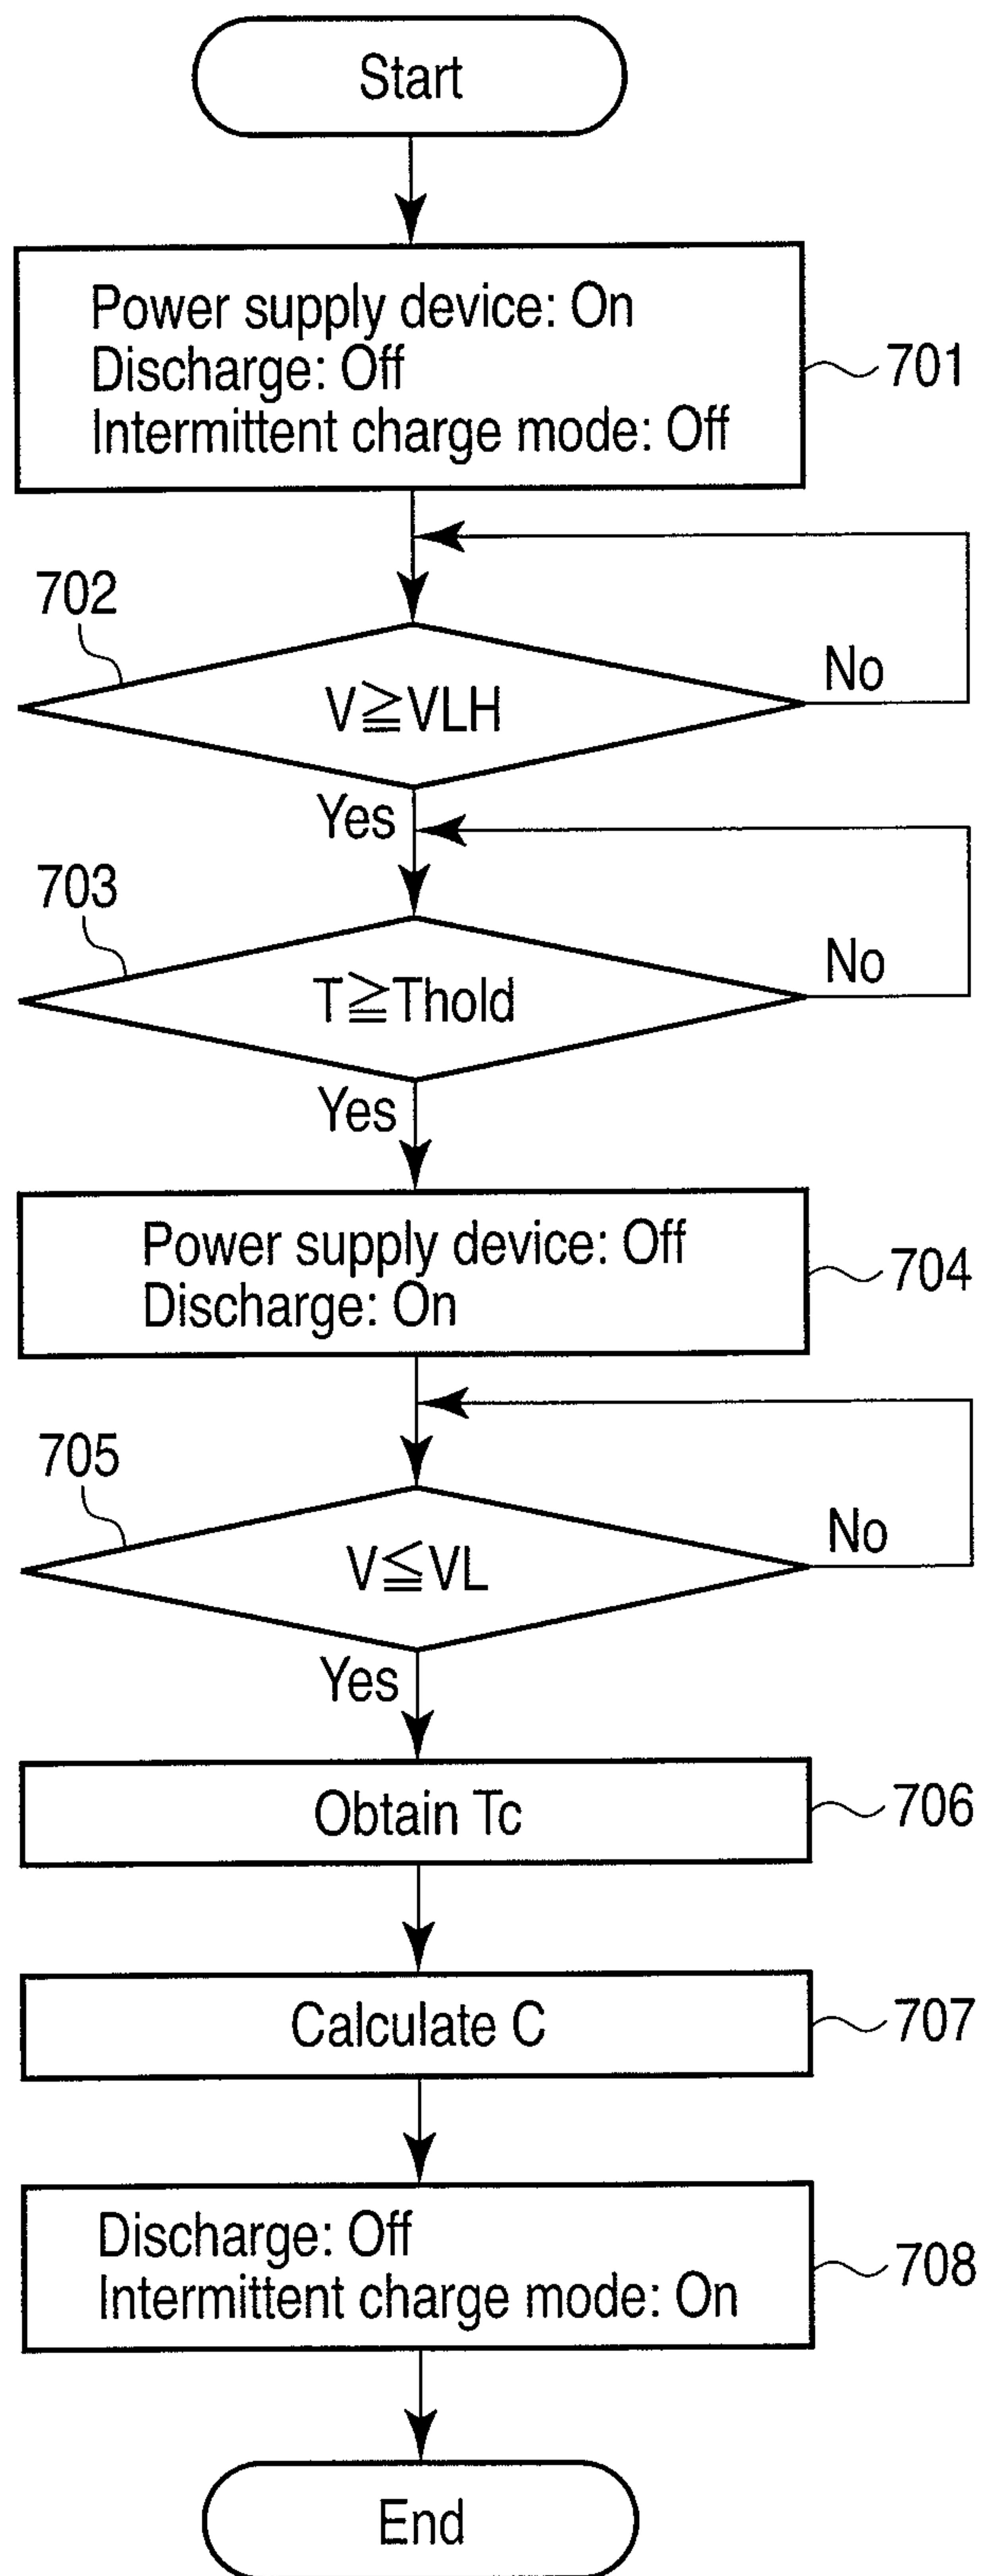 Start
Power supply device: On
Discharge: Off
Intermittent charge mode: Off
701
702
V≧VLH
No
Yes
703
T≧Thold
No
Yes
Power supply device: Off
Discharge: On
704
705
V≦VL
No
Yes
Obtain Tc
706
Calculate C
707
Discharge: Off
Intermittent charge mode: On
708
End